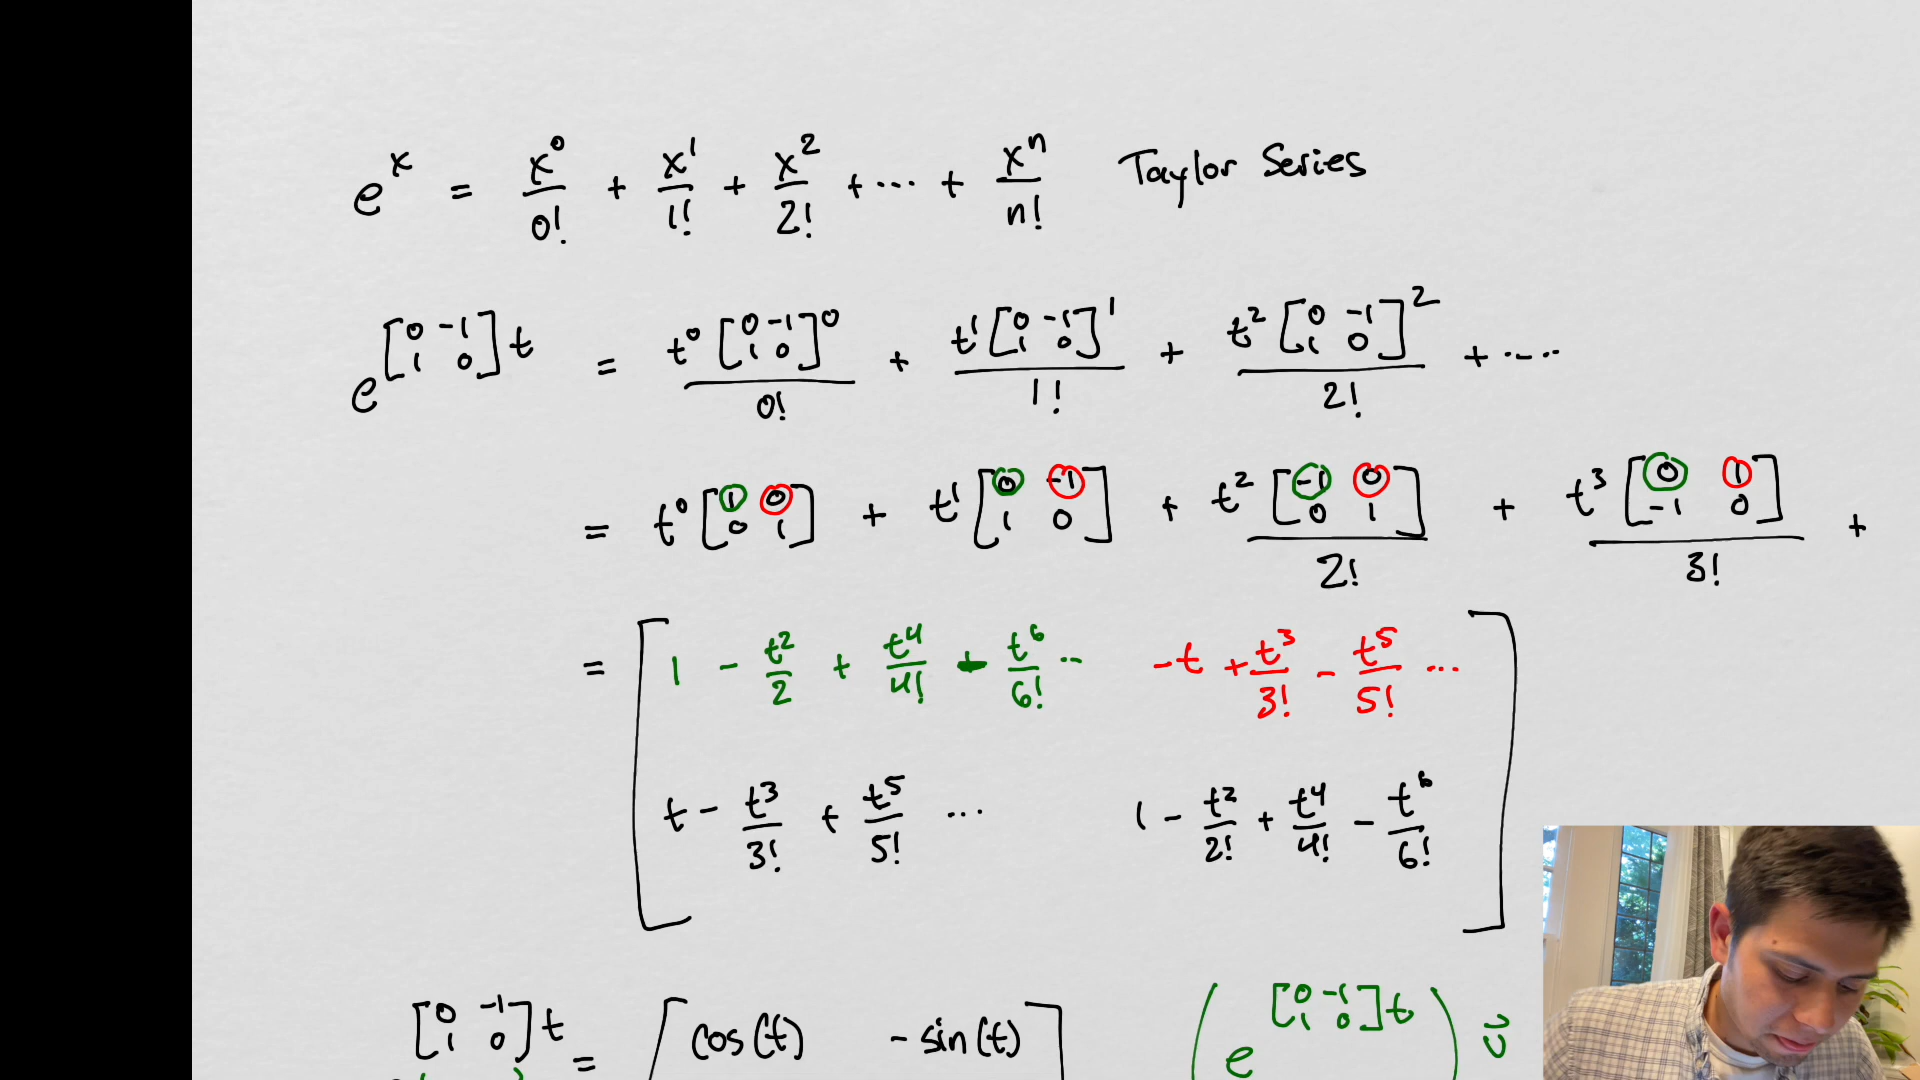 e^x = x^0/0! + x^1/1! + x^2/2! + ... + x^n/n! Taylor Series
e^([0 -1; 1 0]t) = t^0[0 -1; 1 0]^0/0! + t^1[0 -1; 1 0]^1/1! + t^2[0 -1; 1 0]^2/2! + ...
= t^0[1 0; 0 1] + t^1[0 -1; 1 0] + t^2[-1 0; 0 1]/2! + t^3[0 1; -1 0]/3! +
= [1 - t^2/2 + t^4/4! - t^6/6! ... -t + t^3/3! - t^5/5! ...
t - t^3/3! + t^5/5! ... 1 - t^2/2! + t^4/4! - t^6/6!]
[0 -1; 1 0]t = [cos(t) -sin(t)] (e^([0 -1; 1 0]t))